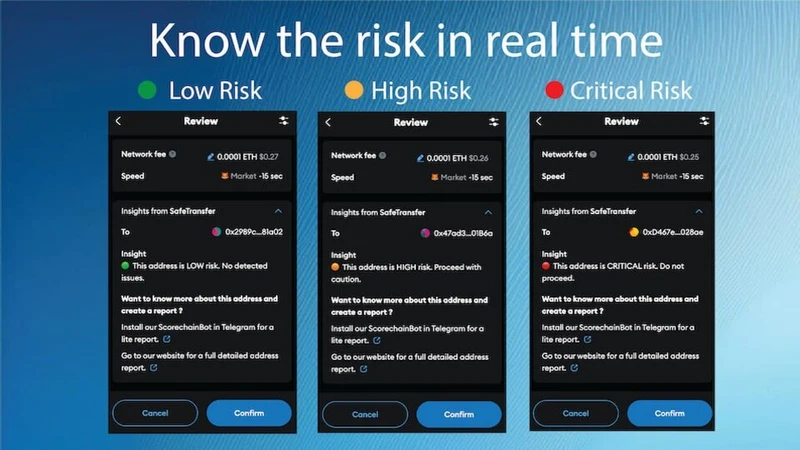 Know the risk in real time
Low Risk
High Risk
Critical Risk
Review
Network fee ? 0.0001 ETH $0.27
Speed Market ~15 sec
Insights from SafeTransfer
To 0x2989c...81a02
Insight
This address is LOW risk. No detected
issues.
Want to know more about this address and
create a report ?
Install our ScorechainBot in Telegram for a
lite report.
Go to our website for a full detailed address
report.
Cancel
Confirm
Review
Network fee ? 0.0001 ETH $0.26
Speed Market ~15 sec
Insights from SafeTransfer
To 0x47ad3...01B6a
Insight
This address is HIGH risk. Proceed with
caution.
Want to know more about this address and
create a report ?
Install our ScorechainBot in Telegram for a
lite report.
Go to our website for a full detailed address
report.
Cancel
Confirm
Review
Network fee ? 0.0001 ETH $0.25
Speed Market ~15 sec
Insights from SafeTransfer
To 0xD467e...028ae
Insight
This address is CRITICAL risk. Do not
proceed.
Want to know more about this address and
create a report ?
Install our ScorechainBot in Telegram for a
lite report.
Go to our website for a full detailed address
report.
Cancel
Confirm